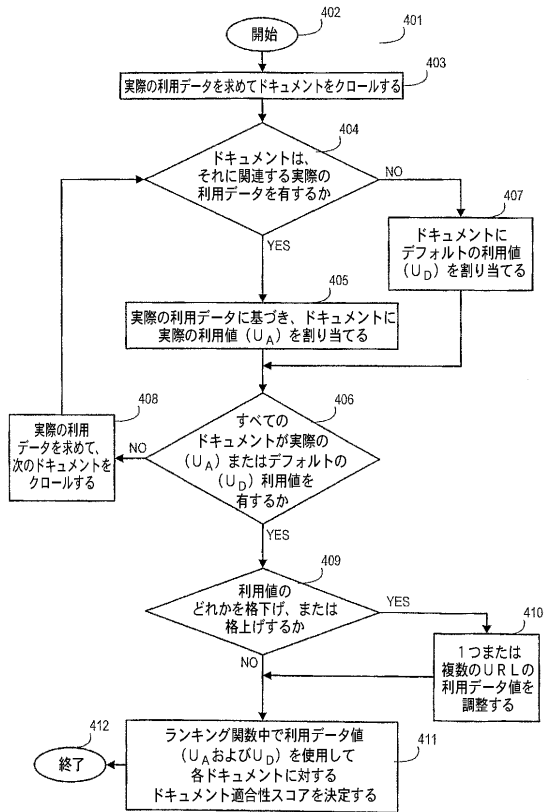 402
開始
401
403
実際の利用データを求めてドキュメントをクロールする
404
ドキュメントは、
それに関連する実際の
利用データを有するか
NO
407
ドキュメントに
デフォルトの利用値
(UD)を割り当てる
YES
405
実際の利用データに基づき、ドキュメントに
実際の利用値(UA)を割り当てる
408
実際の利用
データを求めて、
次のドキュメントを
クロールする
NO
406
すべての
ドキュメントが実際の
(UA)またはデフォルトの
(UD)利用値を
有するか
YES
409
利用値の
どれかを格下げ、または
格上げするか
YES
410
1つまたは
複数のURLの
利用データ値を
調整する
NO
411
ランキング関数中で利用データ値
(UAおよびUD)を使用して
各ドキュメントに対する
ドキュメント適合性スコアを決定する
412
終了